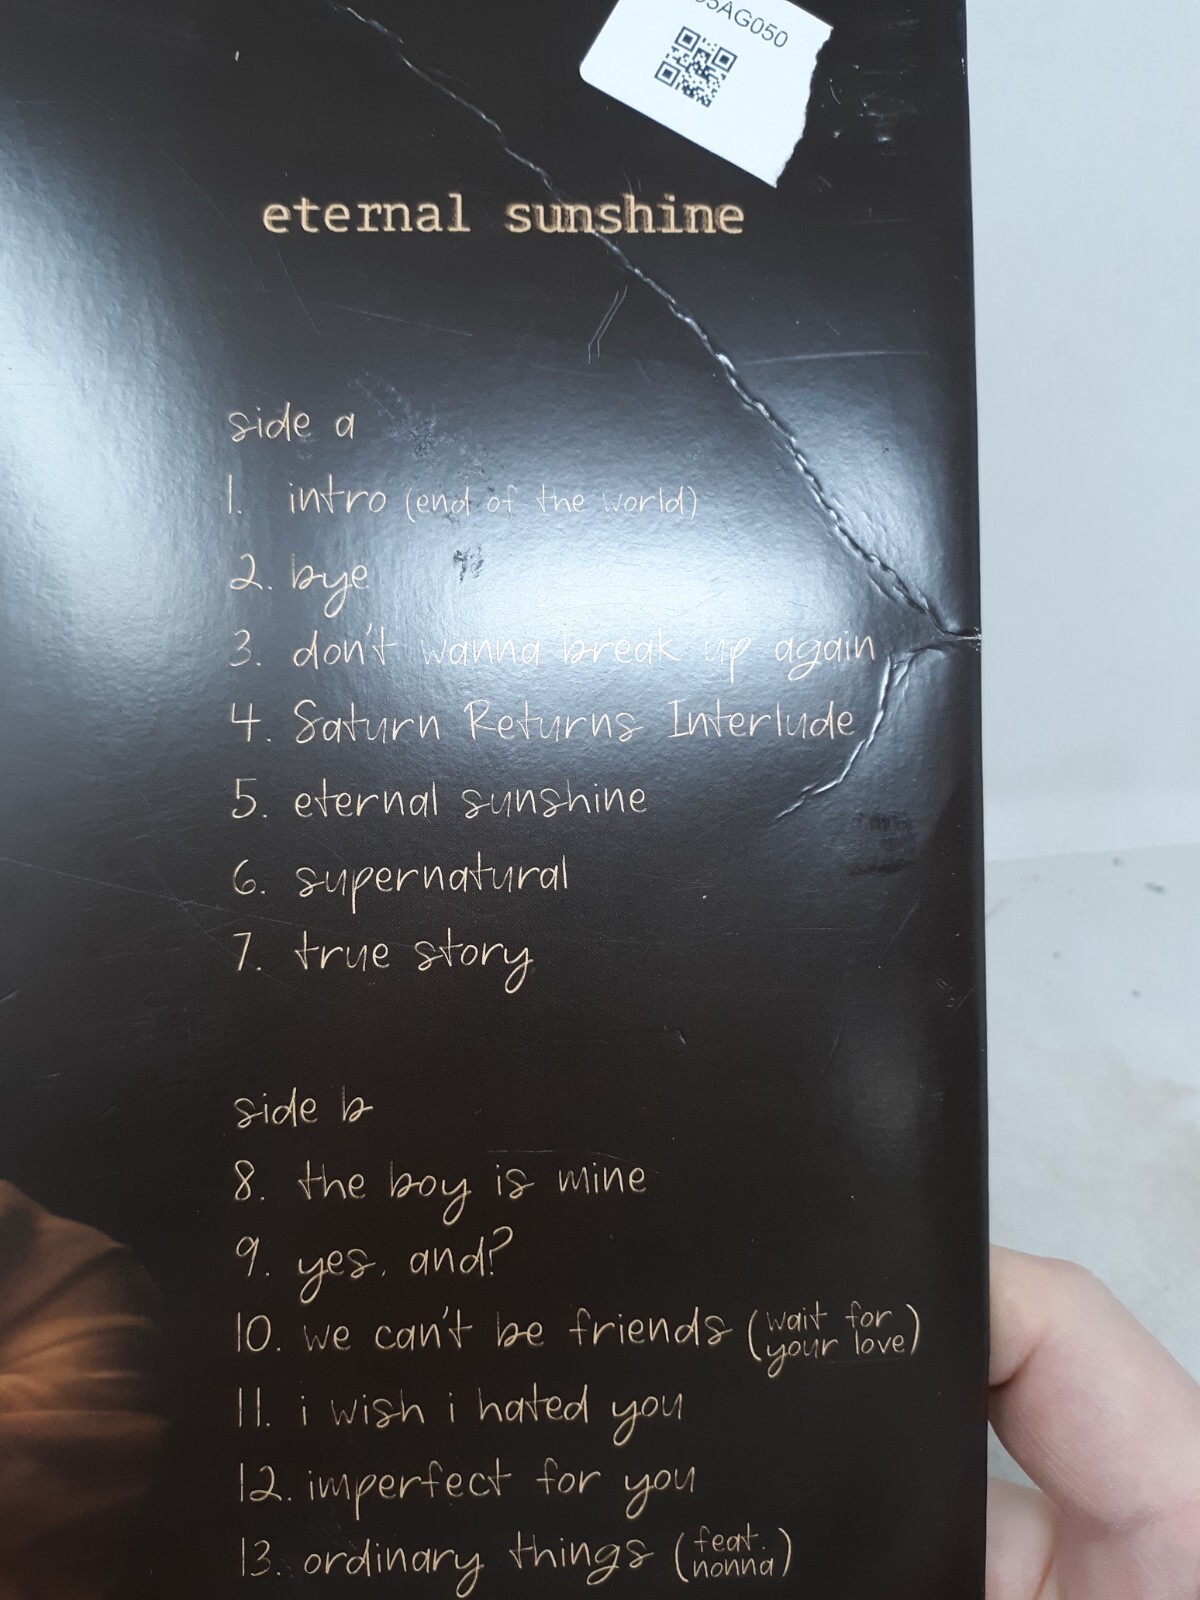 5AG050
eternal sunshine
side a
1. intro (end of the world)
2. bye
3. don't wanna break up again
4. Saturn Returns Interlude
5. eternal sunshine
6. supernatural
7. true story
side b
8. the boy is mine
9. yes, and?
10. we can't be friends (wait for
your love)
11. i wish i hated you
12. imperfect for you
13. ordinary things (feat.
nonna)